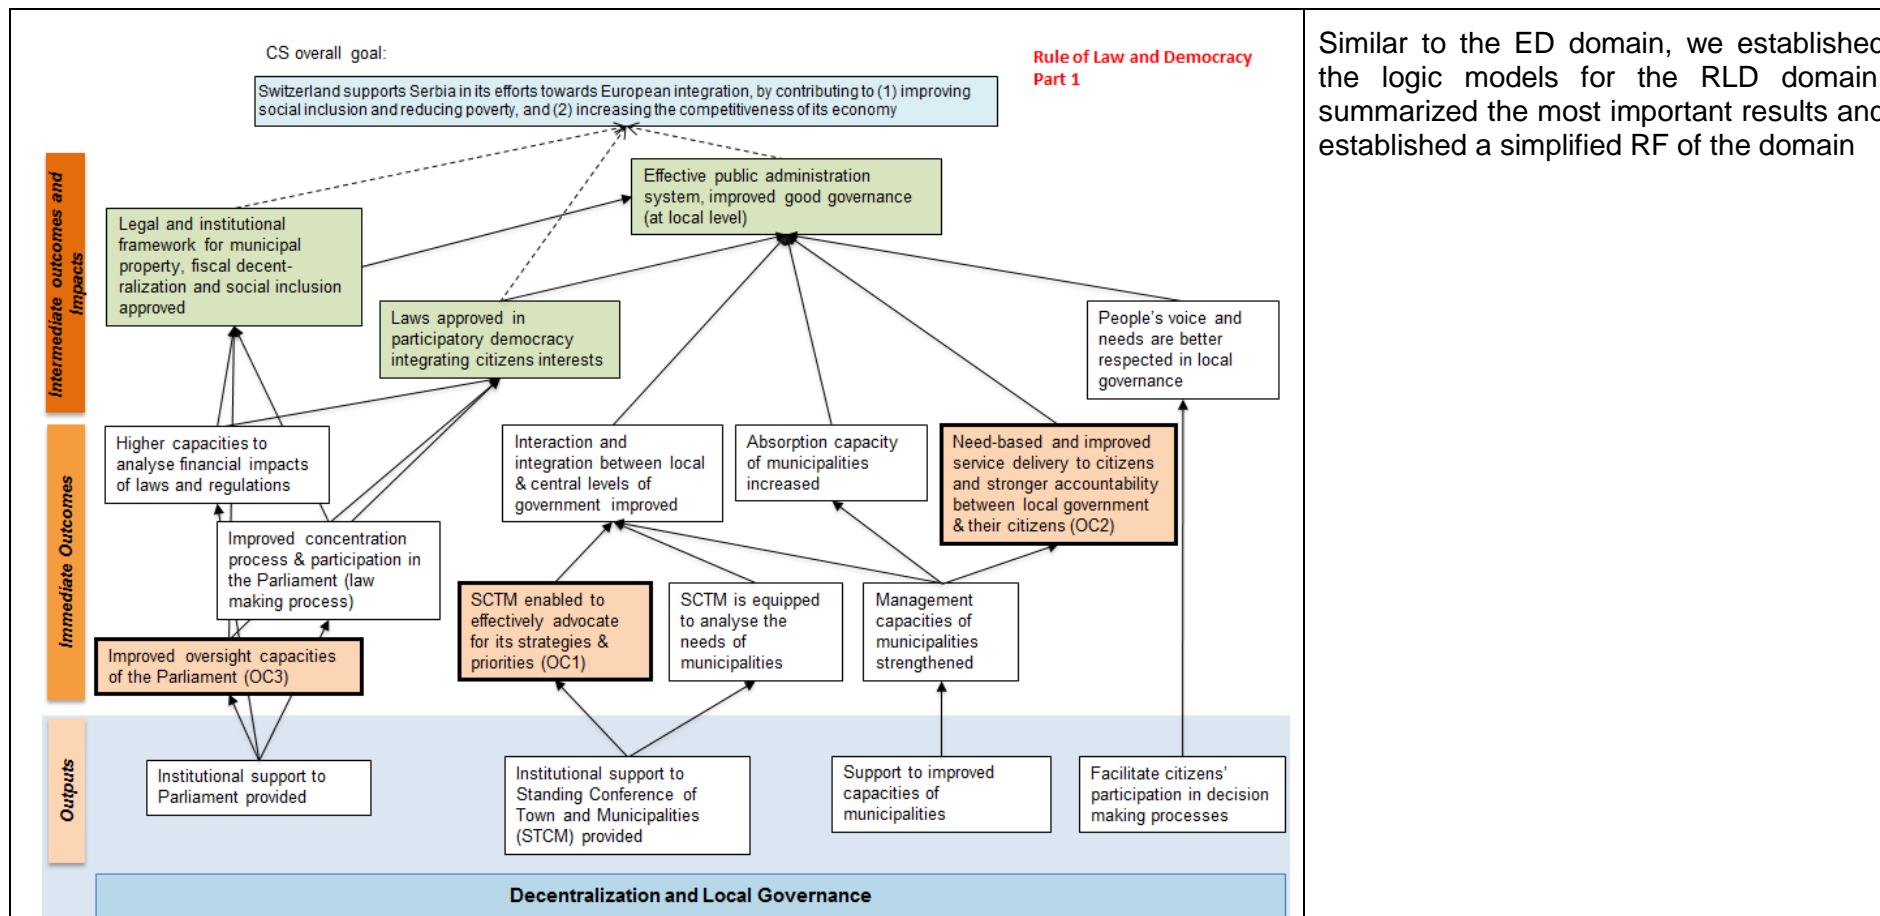 CS overall goal:
Rule of Law and Democracy
Part 1
Switzerland supports Serbia in its efforts towards European integration, by contributing to (1) improving
social inclusion and reducing poverty, and (2) increasing the competitiveness of its economy
Similar to the ED domain, we established
the logic models for the RLD domain
summarized the most important results and
established a simplified RF of the domain
Intermediate outcomes and
Impacts
Effective public administration
system, improved good governance
(at local level)
Legal and institutional
framework for municipal
property, fiscal decent-
ralization and social inclusion
approved
Laws approved in
participatory democracy
integrating citizens interests
People's voice and
needs are better
respected in local
governance
Immediate Outcomes
Higher capacities to
analyse financial impacts
of laws and regulations
Interaction and
integration between local
& central levels of
government improved
Absorption capacity
of municipalities
increased
Need-based and improved
service delivery to citizens
and stronger accountability
between local government
& their citizens (OC2)
Improved concentration
process & participation in
the Parliament (law
making process)
SCTM enabled to
effectively advocate
for its strategies &
priorities (OC1)
SCTM is equipped
to analyse the
needs of
municipalities
Management
capacities of
municipalities
strengthened
Improved oversight capacities
of the Parliament (OC3)
Outputs
Institutional support to
Parliament provided
Institutional support to
Standing Conference of
Town and Municipalities
(STCM) provided
Support to improved
capacities of
municipalities
Facilitate citizens'
participation in decision
making processes
Decentralization and Local Governance